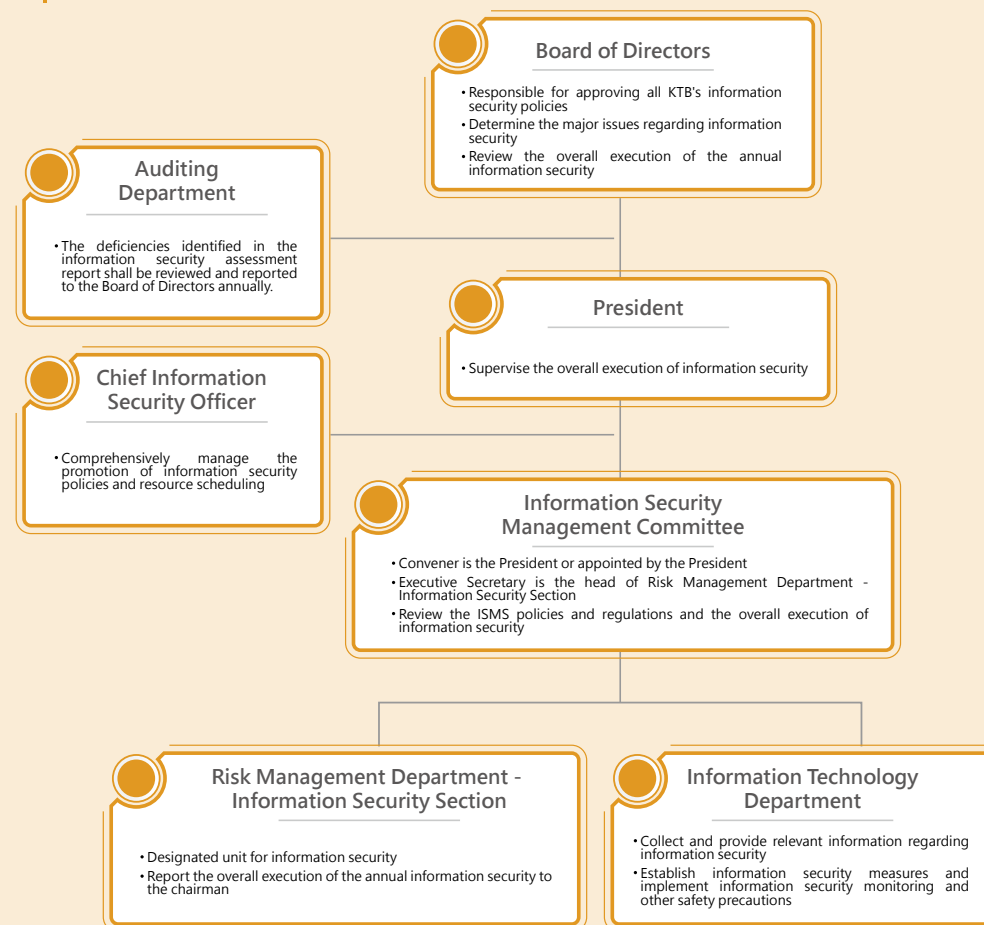 Board of Directors
• Responsible for approving all KTB's information
security policies
• Determine the major issues regarding information
security
• Review the overall execution of the annual
information security
Auditing
Department
• The deficiencies identified in the
information security assessment
report shall be reviewed and reported
to the Board of Directors annually.
President
• Supervise the overall execution of information security
Chief Information
Security Officer
• Comprehensively manage the
promotion of information security
policies and resource scheduling
Information Security
Management Committee
• Convener is the President or appointed by the President
• Executive Secretary is the head of Risk Management Department -
Information Security Section
• Review the ISMS policies and regulations and the overall execution of
information security
Risk Management Department -
Information Security Section
• Designated unit for information security
• Report the overall execution of the annual information security to
the chairman
Information Technology
Department
• Collect and provide relevant information regarding
information security
• Establish information security measures and
implement information security monitoring and
other safety precautions